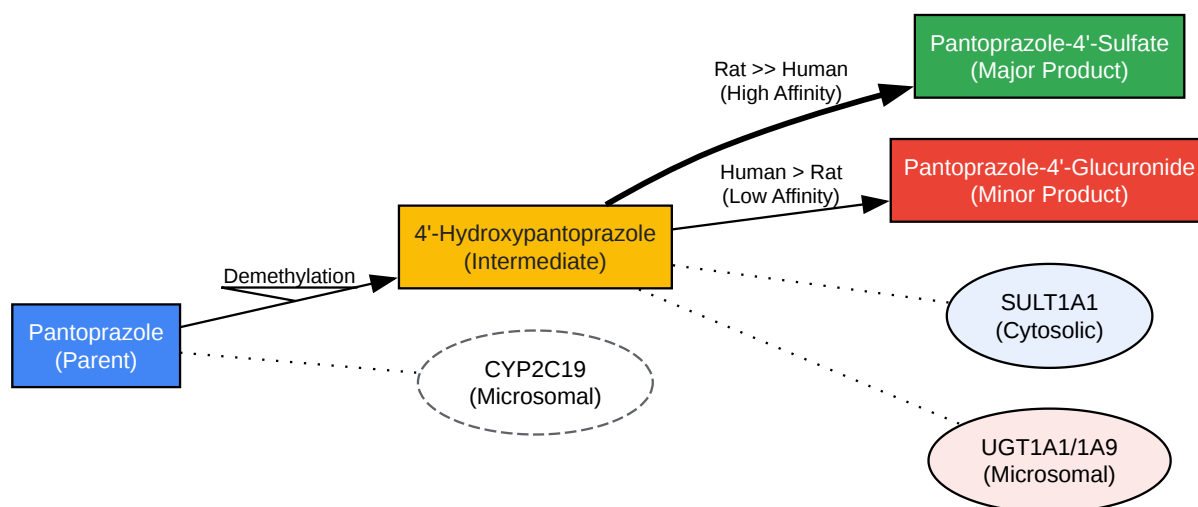 Pantoprazole-4'-Sulfate
(Major Product)
Rat >> Human
(High Affinity)
Pantoprazole-4'-Glucuronide
(Minor Product)
Human > Rat
(Low Affinity)
4'-Hydroxypantoprazole
(Intermediate)
Demethylation
Pantoprazole
(Parent)
SULT1A1
(Cytosolic)
CYP2C19
(Microsomal)
UGT1A1/1A9
(Microsomal)